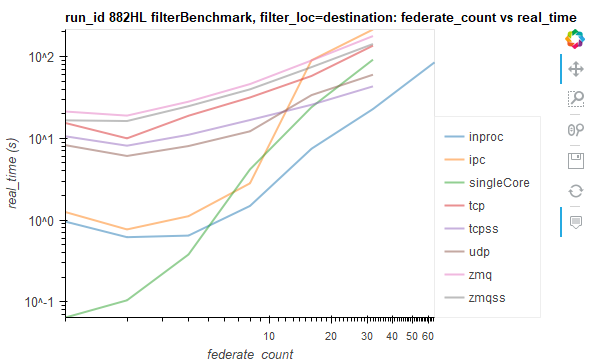 run_id 882HL filterBenchmark, filter_loc=destination: federate_count vs real_time
10^2
10^1
10^0
10^-1
real_time (s)
10
20
30
40
50
60
federate_count
inproc
ipc
singleCore
tcp
tcpss
udp
zmq
zmqss